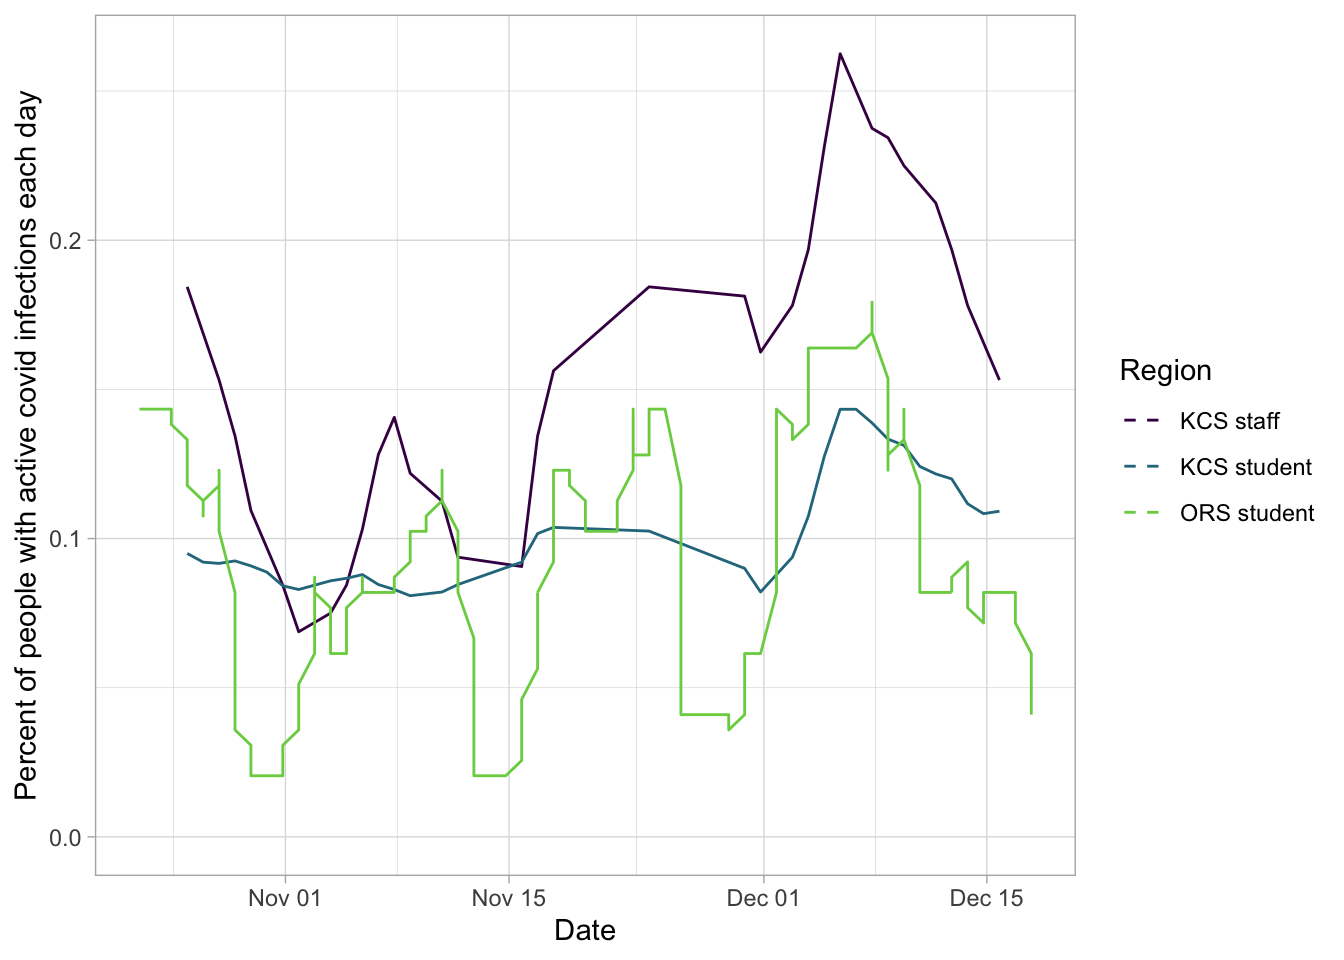 Percent of people with active covid infections each day
0.2
0.1
0.0
Nov 01
Nov 15
Dec 01
Dec 15
Date
Region
KCS staff
KCS student
ORS student